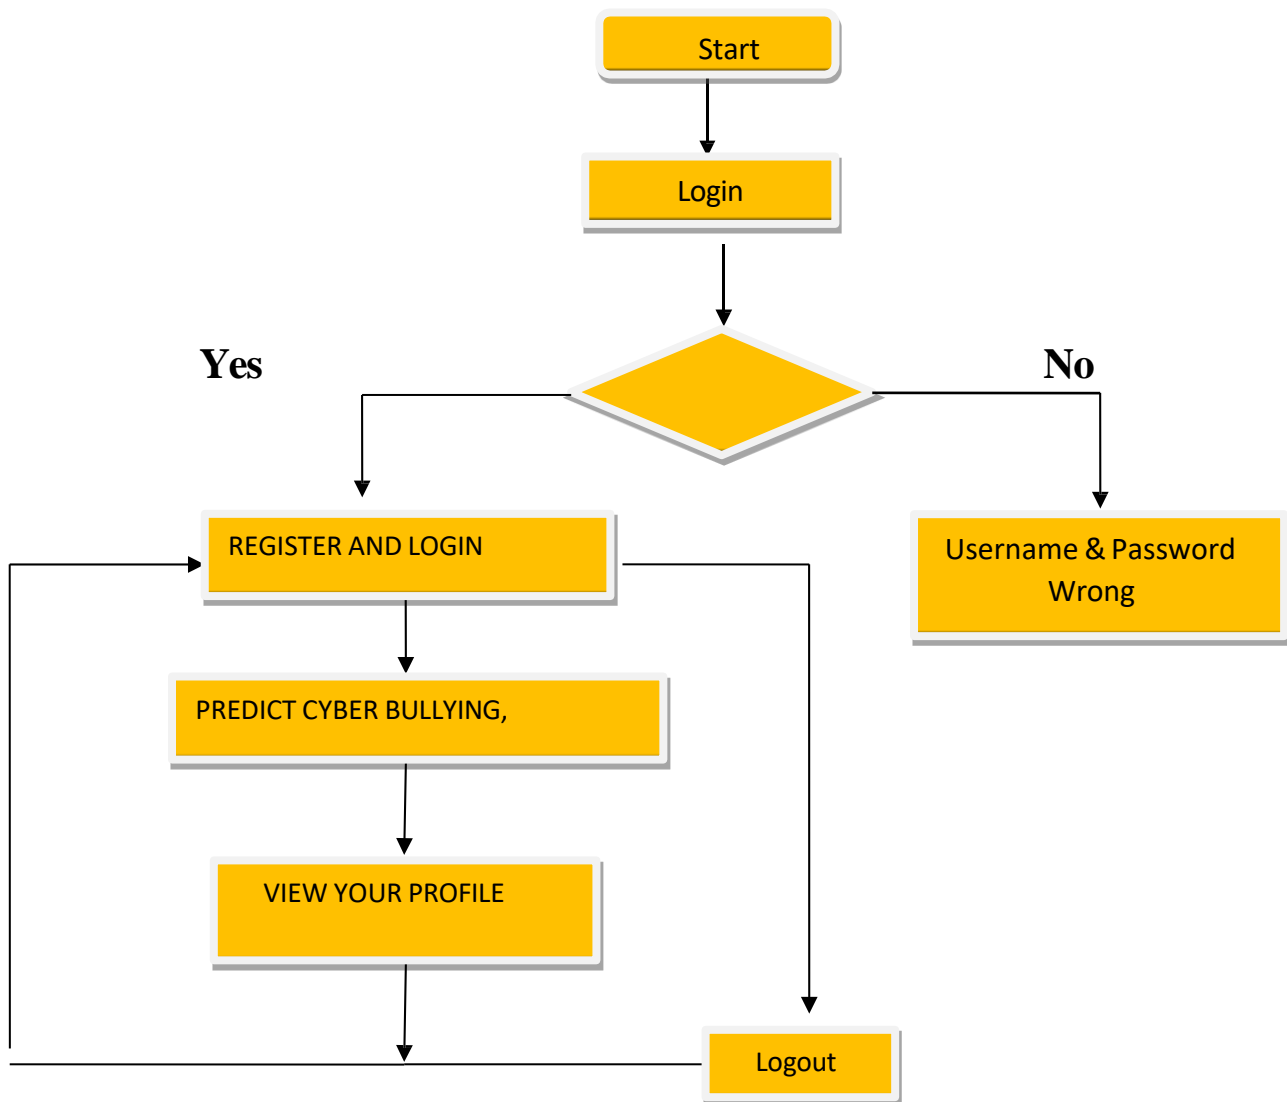 Start
Login
Yes
No
REGISTER AND LOGIN
Username & Password
Wrong
PREDICT CYBER BULLYING,
VIEW YOUR PROFILE
Logout